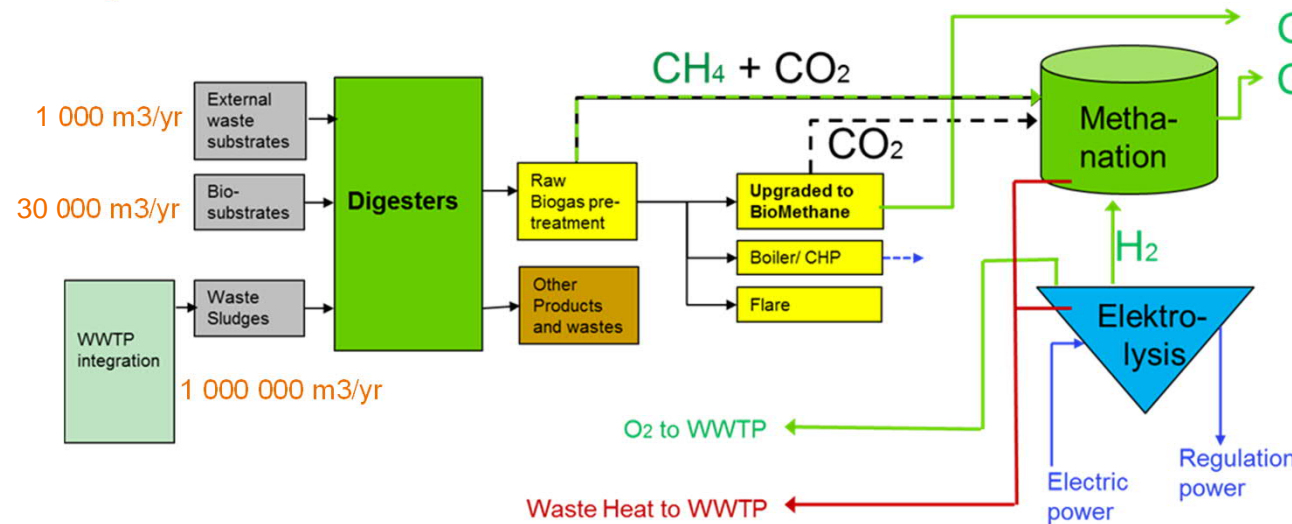 CH4 + CO2
C
C
1 000 m3/yr
External
waste
substrates
30 000 m3/yr
Bio-
substrates
Digesters
Raw
Biogas pre-
treatment
CO2
Upgraded to
BioMethane
Metha-
nation
Boiler/ CHP
H2
Flare
WWTP
integration
Waste
Sludges
Other
Products
and wastes
Elektro-
lysis
1 000 000 m3/yr
O2 to WWTP
Electric
power
Regulation
power
Waste Heat to WWTP